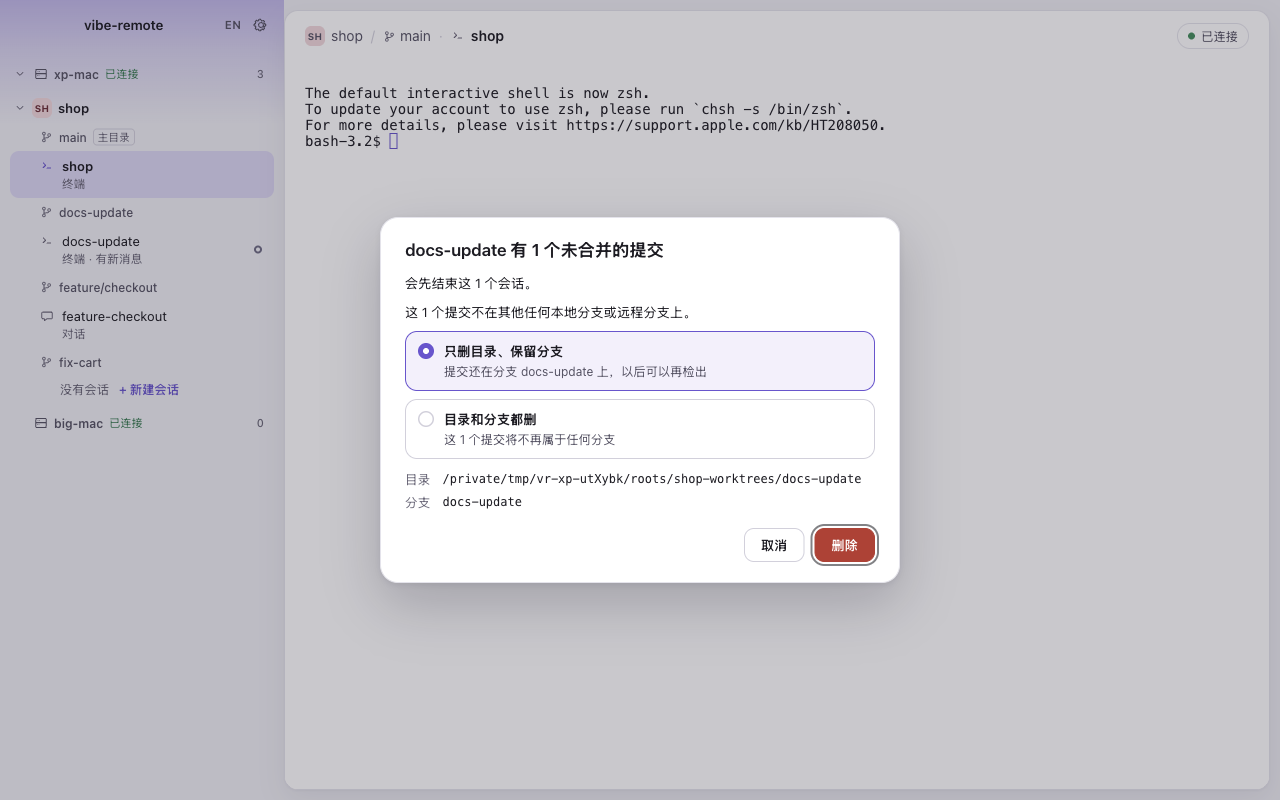 vibe-remote
EN
xp-mac 已连接 3
SH shop
main 主目录
shop
终端
docs-update
docs-update
终端 · 有新消息
feature/checkout
feature-checkout
对话
fix-cart
没有会话 + 新建会话
big-mac 已连接 0
SH shop / main · shop
已连接
The default interactive shell is now zsh.
To update your account to use zsh, please run `chsh -s /bin/zsh`.
For more details, please visit https://support.apple.com/kb/HT208050.
bash-3.2$
docs-update 有 1 个未合并的提交
会先结束这 1 个会话。
这 1 个提交不在其他任何本地分支或远程分支上。
只删目录、保留分支
提交还在分支 docs-update 上，以后可以再检出
目录和分支都删
这 1 个提交将不再属于任何分支
目录 /private/tmp/vr-xp-utXybk/roots/shop-worktrees/docs-update
分支 docs-update
取消 删除